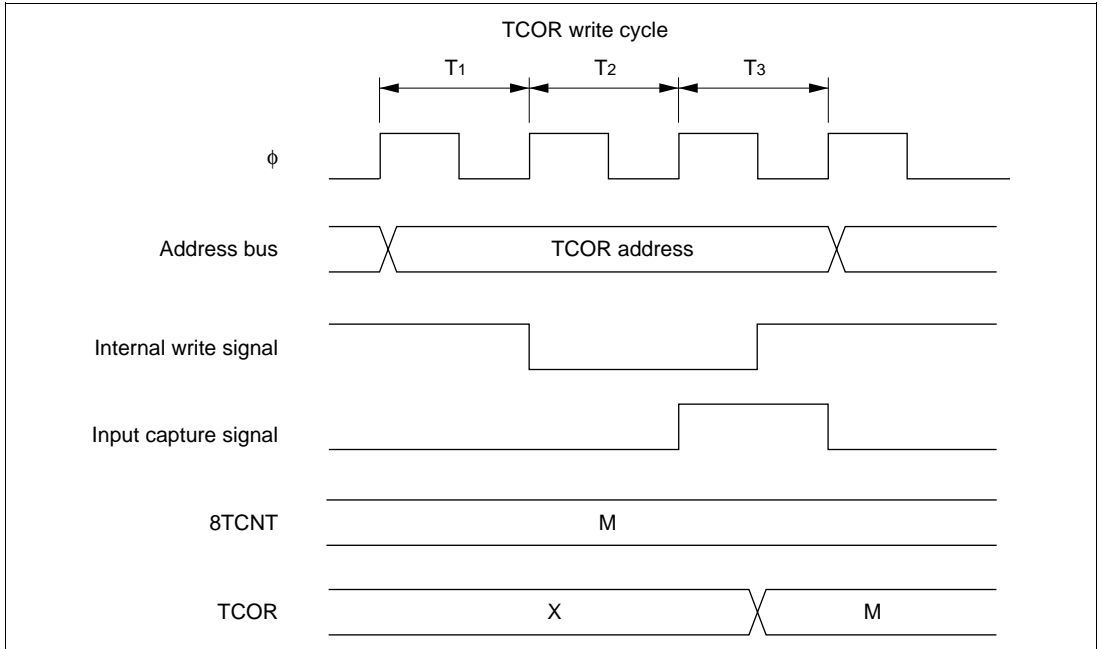 TCOR write cycle
T1 T2 T3
ϕ
Address bus TCOR address
Internal write signal
Input capture signal
8TCNT M
TCOR X M